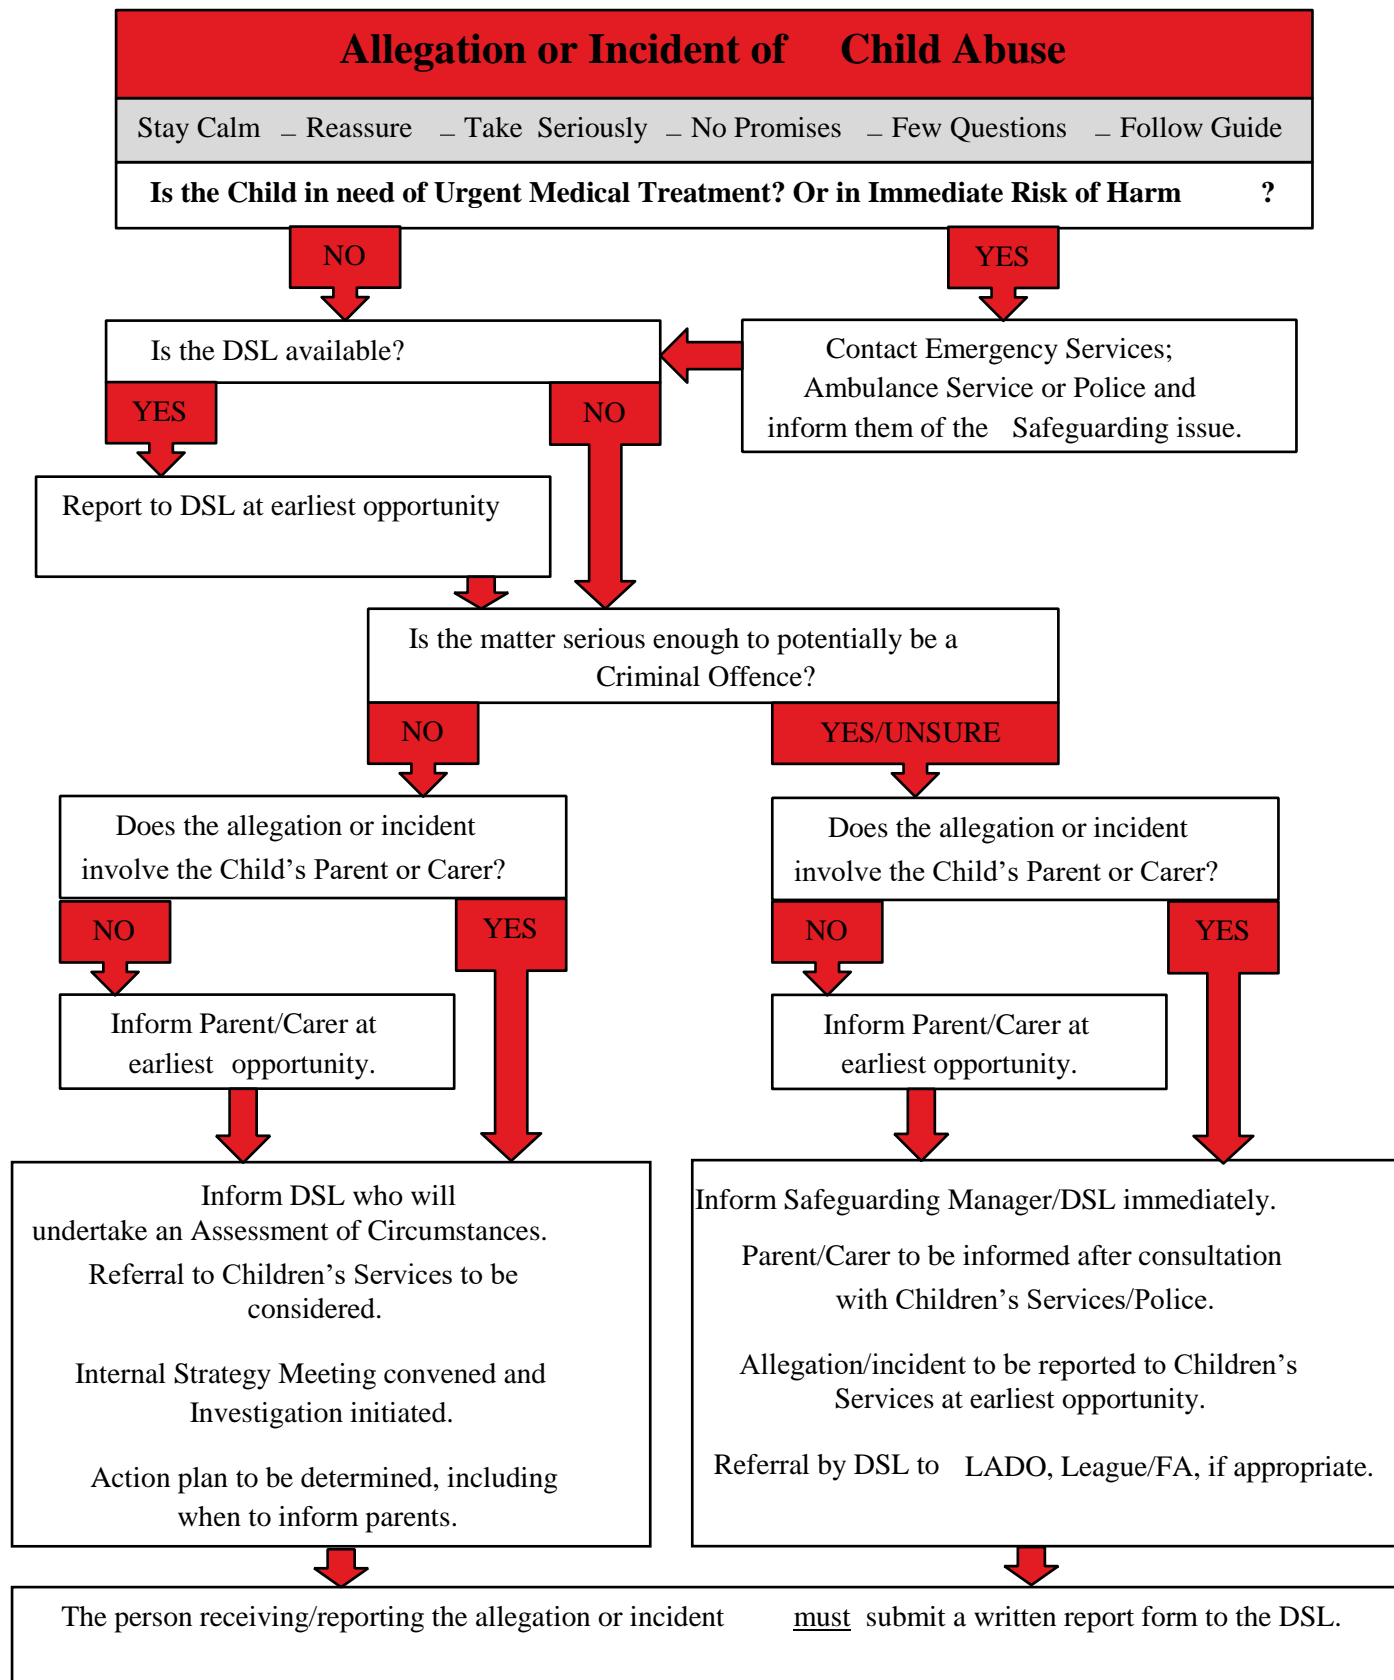 Allegation or Incident of Child Abuse
Stay Calm – Reassure – Take Seriously – No Promises – Few Questions – Follow Guide
Is the Child in need of Urgent Medical Treatment? Or in Immediate Risk of Harm ?
NO
YES
Is the DSL available?
Contact Emergency Services;
Ambulance Service or Police and
inform them of the Safeguarding issue.
YES
NO
Report to DSL at earliest opportunity
Is the matter serious enough to potentially be a
Criminal Offence?
NO
YES/UNSURE
Does the allegation or incident
involve the Child’s Parent or Carer?
Does the allegation or incident
involve the Child’s Parent or Carer?
NO
YES
NO
YES
Inform Parent/Carer at
earliest opportunity.
Inform Parent/Carer at
earliest opportunity.
Inform DSL who will
undertake an Assessment of Circumstances.
Referral to Children’s Services to be
considered.
Internal Strategy Meeting convened and
Investigation initiated.
Action plan to be determined, including
when to inform parents.
Inform Safeguarding Manager/DSL immediately.
Parent/Carer to be informed after consultation
with Children’s Services/Police.
Allegation/incident to be reported to Children’s
Services at earliest opportunity.
Referral by DSL to LADO, League/FA, if appropriate.
The person receiving/reporting the allegation or incident must submit a written report form to the DSL.